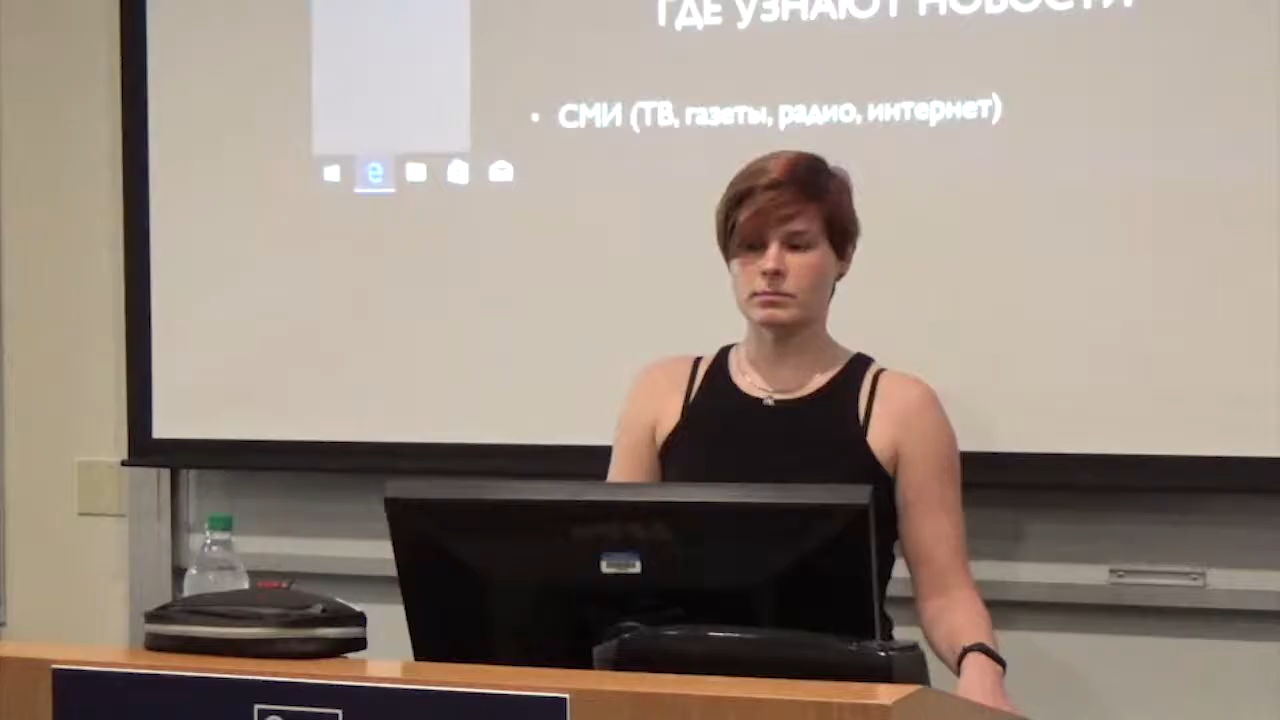 ГДЕ УЗНАЮТ НОВОСТИ
• СМИ (ТВ, газеты, радио, интернет)